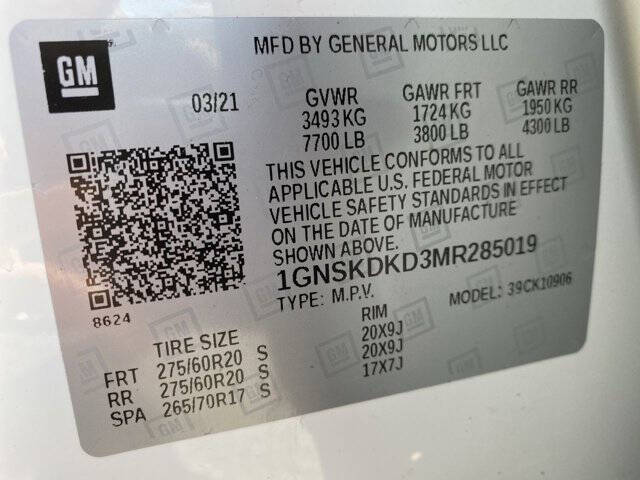 GM
MFD BY GENERAL MOTORS LLC
03/21
GVWR
3493 KG
7700 LB
GAWR FRT
1724 KG
3800 LB
GAWR RR
1950 KG
4300 LB
THIS VEHICLE CONFORMS TO ALL
APPLICABLE U.S. FEDERAL MOTOR
VEHICLE SAFETY STANDARDS IN EFFECT
ON THE DATE OF MANUFACTURE
SHOWN ABOVE.
1GNSKDKD3MR285019
TYPE: M.P.V. MODEL: 39CK10906
8624
TIRE SIZE RIM
FRT 275/60R20 S 20X9J
RR 275/60R20 S 20X9J
SPA 265/70R17 S 17X7J